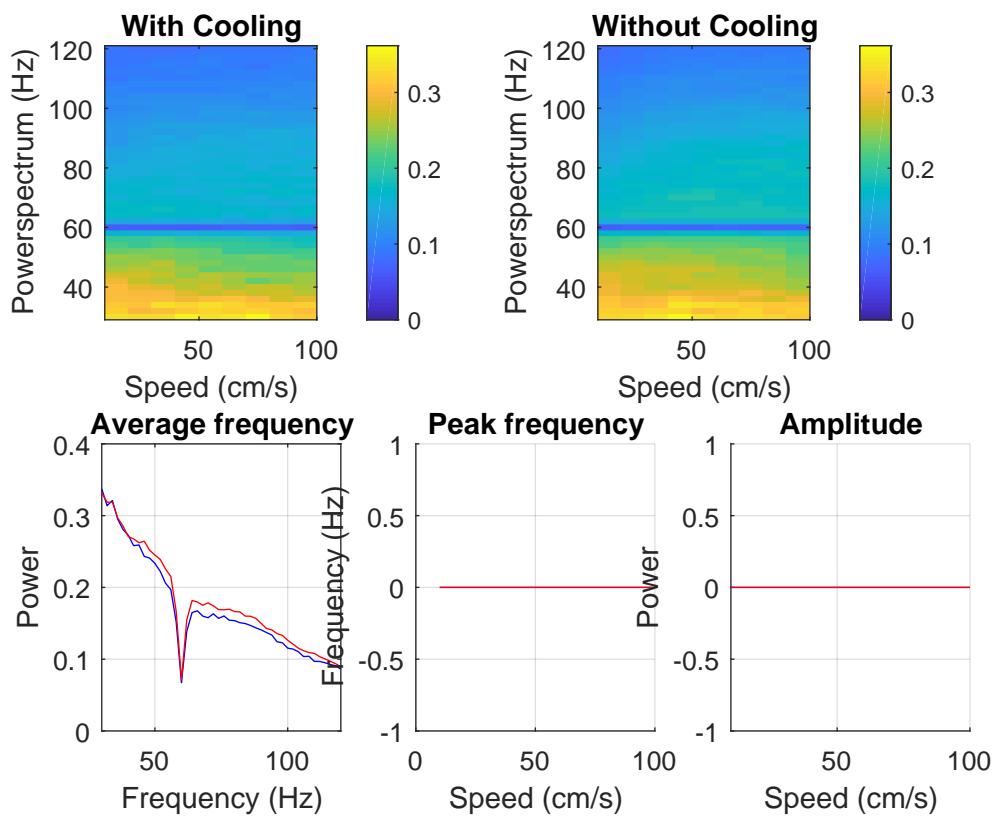 With Cooling
Powerspectrum (Hz)
120
100
80
60
40
50
100
Speed (cm/s)
0.3
0.2
0.1
0
Without Cooling
Powerspectrum (Hz)
120
100
80
60
40
50
100
Speed (cm/s)
0.3
0.2
0.1
0
Average frequency
Power
0.4
0.3
0.2
0.1
0
50
100
Frequency (Hz)
Peak frequency
Frequency (Hz)
1
0.5
0
-0.5
-1
0
50
100
Speed (cm/s)
Amplitude
Power
1
0.5
0
-0.5
-1
50
100
Speed (cm/s)